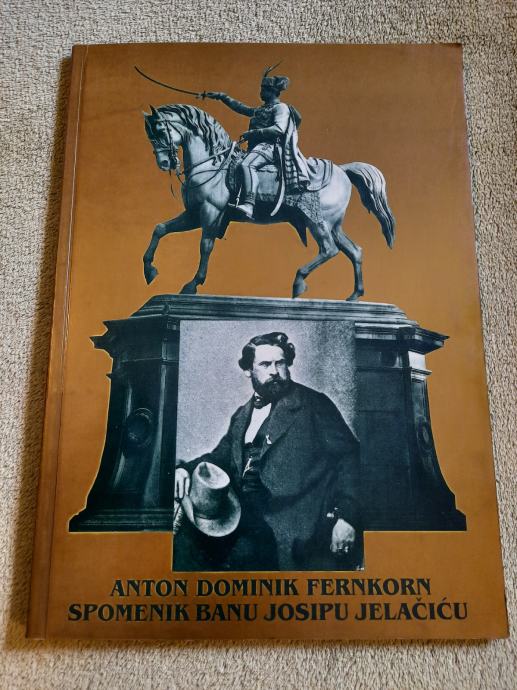 ANTON DOMINIK FERNKORN
SPOMENIK BANU JOSIPU JELAČIĆU